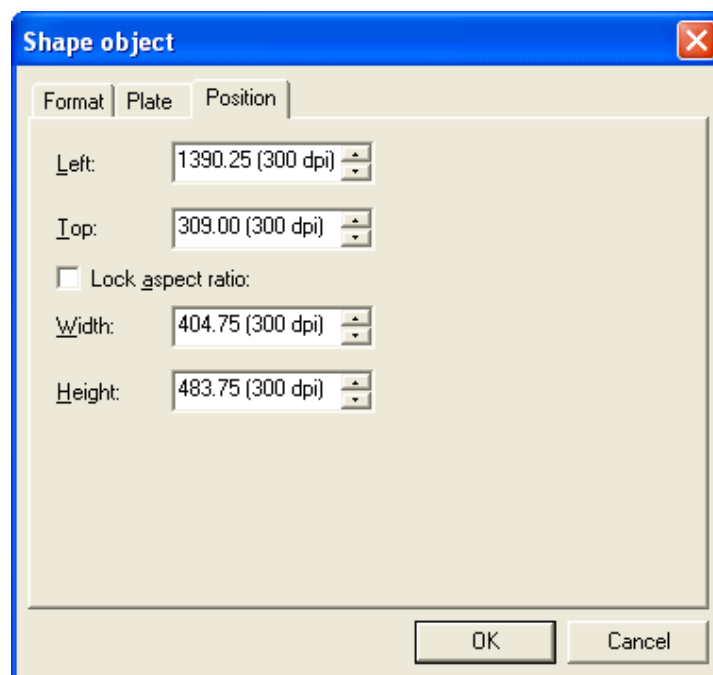 Shape object
Format Plate Position
Left: 1390.25 (300 dpi)
Top: 309.00 (300 dpi)
Lock aspect ratio:
Width: 404.75 (300 dpi)
Height: 483.75 (300 dpi)
OK Cancel